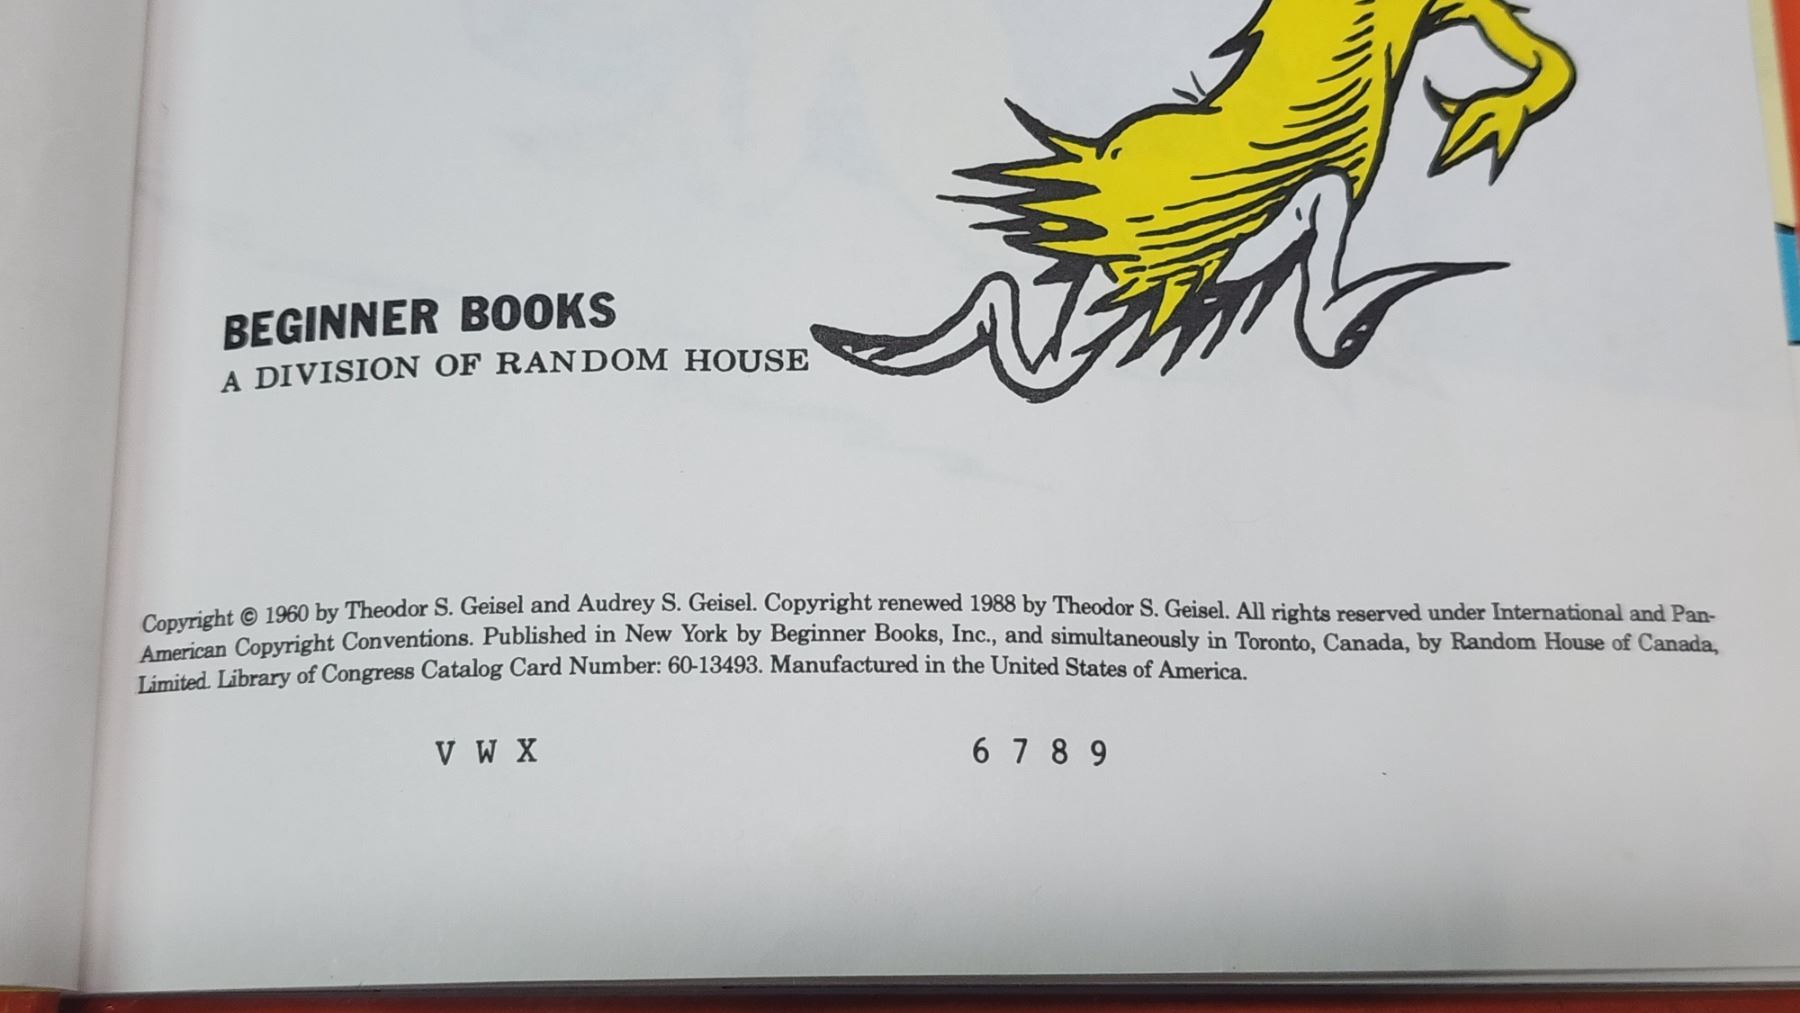 BEGINNER BOOKS
A DIVISION OF RANDOM HOUSE
Copyright © 1960 by Theodor S. Geisel and Audrey S. Geisel. Copyright renewed 1988 by Theodor S. Geisel. All rights reserved under International and Pan-
American Copyright Conventions. Published in New York by Beginner Books, Inc., and simultaneously in Toronto, Canada, by Random House of Canada,
Limited. Library of Congress Catalog Card Number: 60-13493. Manufactured in the United States of America.
V W X 6 7 8 9